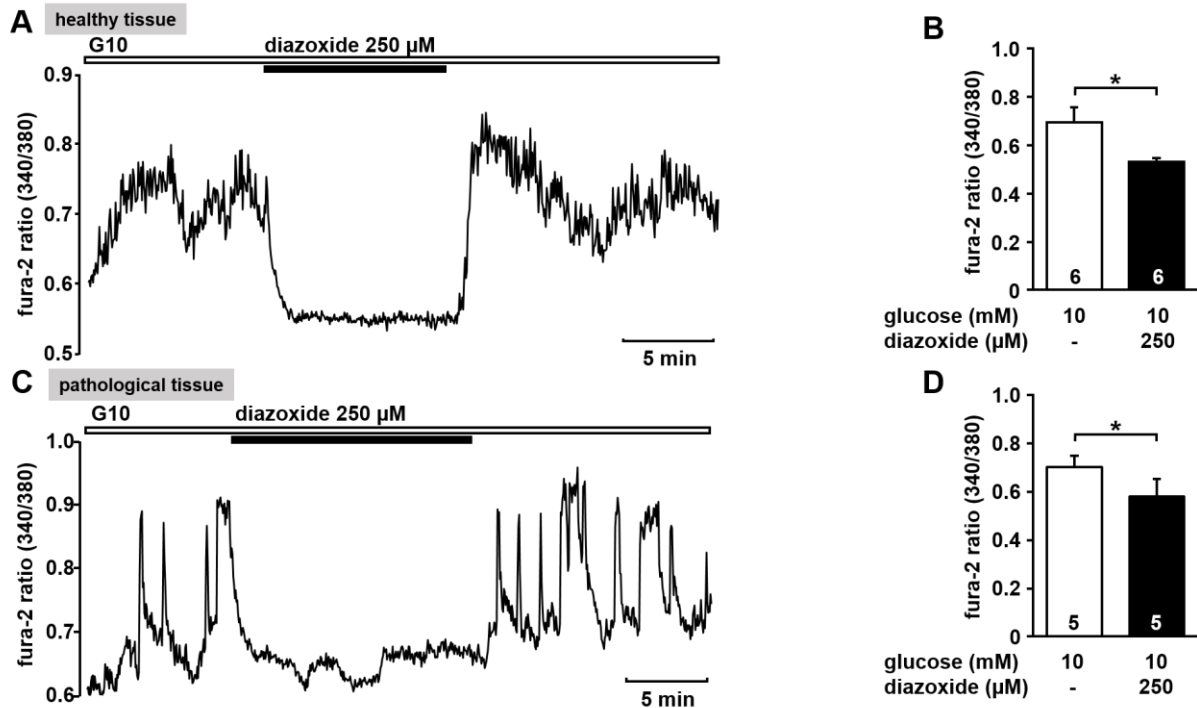 A healthy tissue
G10 diazoxide 250 µM
fura-2 ratio (340/380)
0.9
0.8
0.7
0.6
0.5
5 min
B
fura-2 ratio (340/380)
1.0
0.8
0.6
0.4
0.2
0
*
6 6
glucose (mM) 10 10
diazoxide (µM) - 250
C pathological tissue
G10 diazoxide 250 µM
fura-2 ratio (340/380)
1.0
0.9
0.8
0.7
0.6
5 min
D
fura-2 ratio (340/380)
1.0
0.8
0.6
0.4
0.2
0
*
5 5
glucose (mM) 10 10
diazoxide (µM) - 250